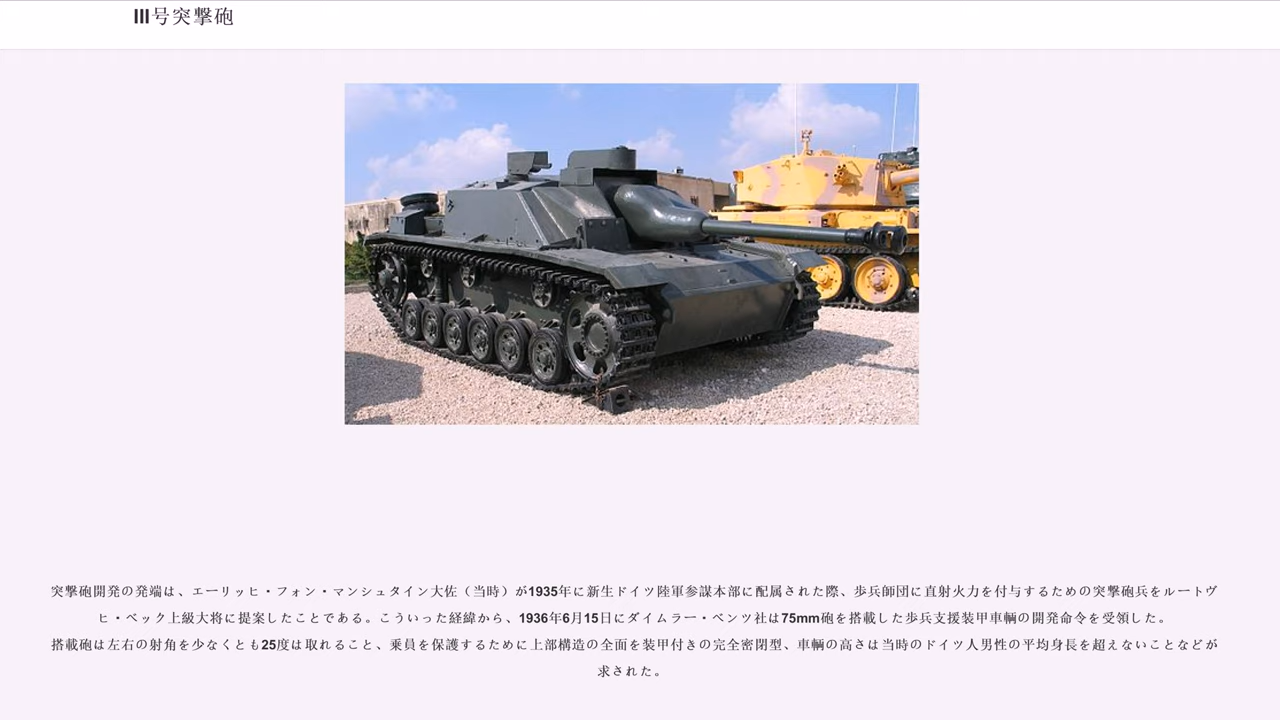 III号突撃砲
突撃砲開発の発端は、エーリッヒ・フォン・マンシュタイン大佐（当時）が1935年に新生ドイツ陸軍参謀本部に配属された際、歩兵師団に直射火力を付与するための突撃砲兵をルートヴ
ヒ・ベック上級大将に提案したことである。こういった経緯から、1936年6月15日にダイムラー・ベンツ社は75mm砲を搭載した歩兵支援装甲車輌の開発命令を受領した。
搭載砲は左右の射角を少なくとも25度は取れること、乗員を保護するために上部構造の全面を装甲付きの完全密閉型、車輌の高さは当時のドイツ人男性の平均身長を超えないことなどが
求された。